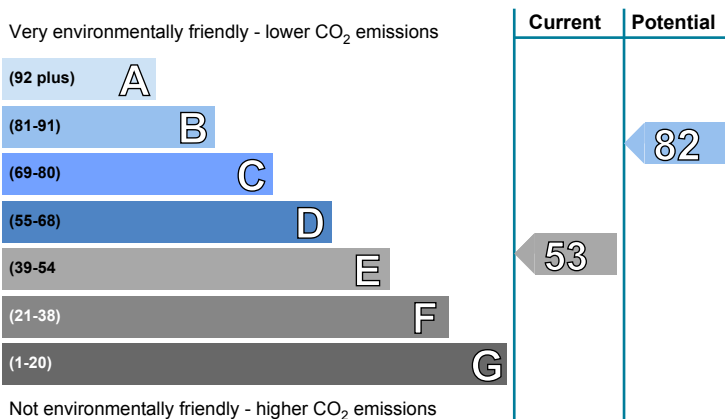 Current Potential
Very environmentally friendly - lower CO2 emissions
(92 plus) A
(81-91) B
82
(69-80) C
(55-68) D
53
(39-54 E
(21-38) F
(1-20) G
Not environmentally friendly - higher CO2 emissions